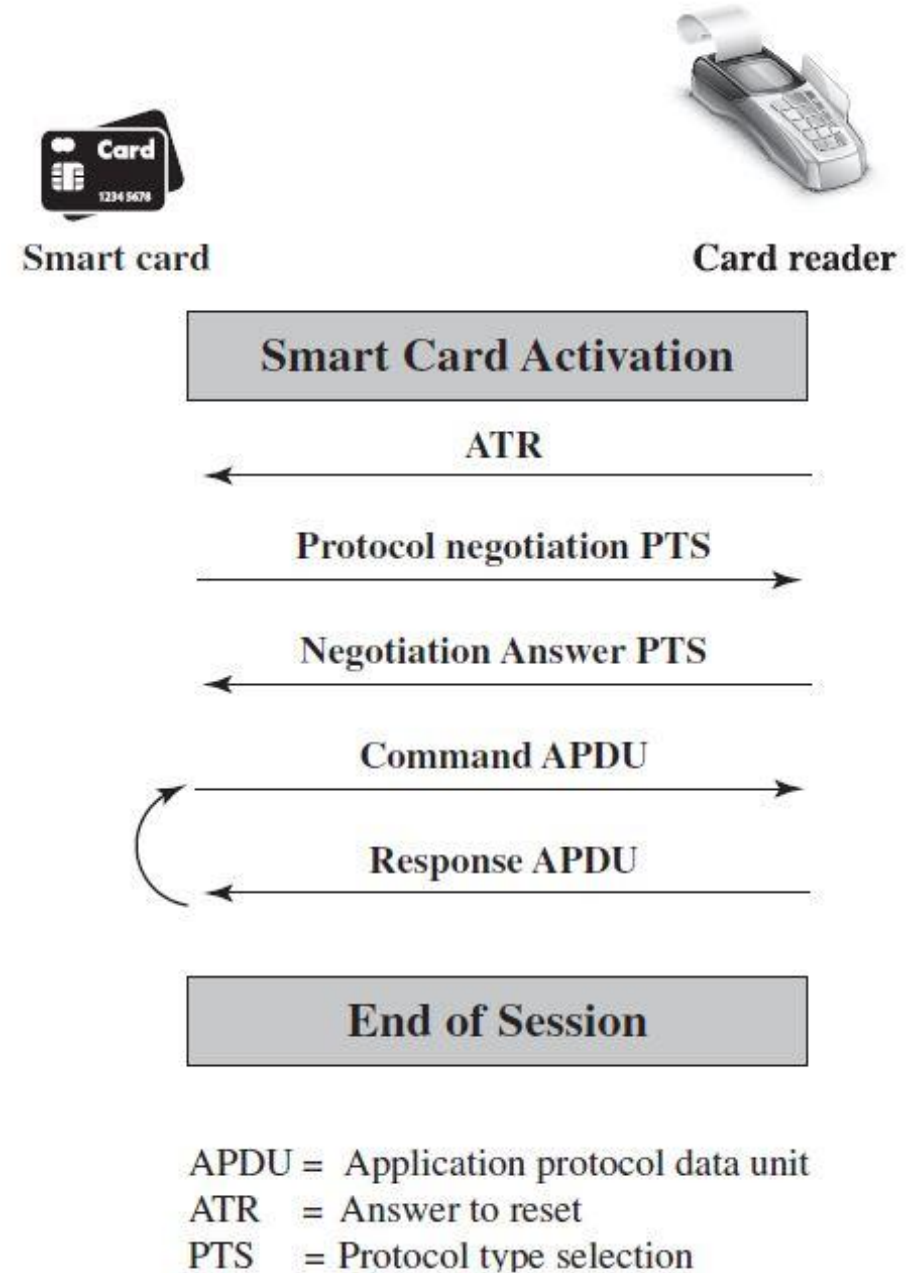 Card
1234 5678
Smart card
Card reader
Smart Card Activation
ATR
Protocol negotiation PTS
Negotiation Answer PTS
Command APDU
Response APDU
End of Session
APDU = Application protocol data unit
ATR = Answer to reset
PTS = Protocol type selection